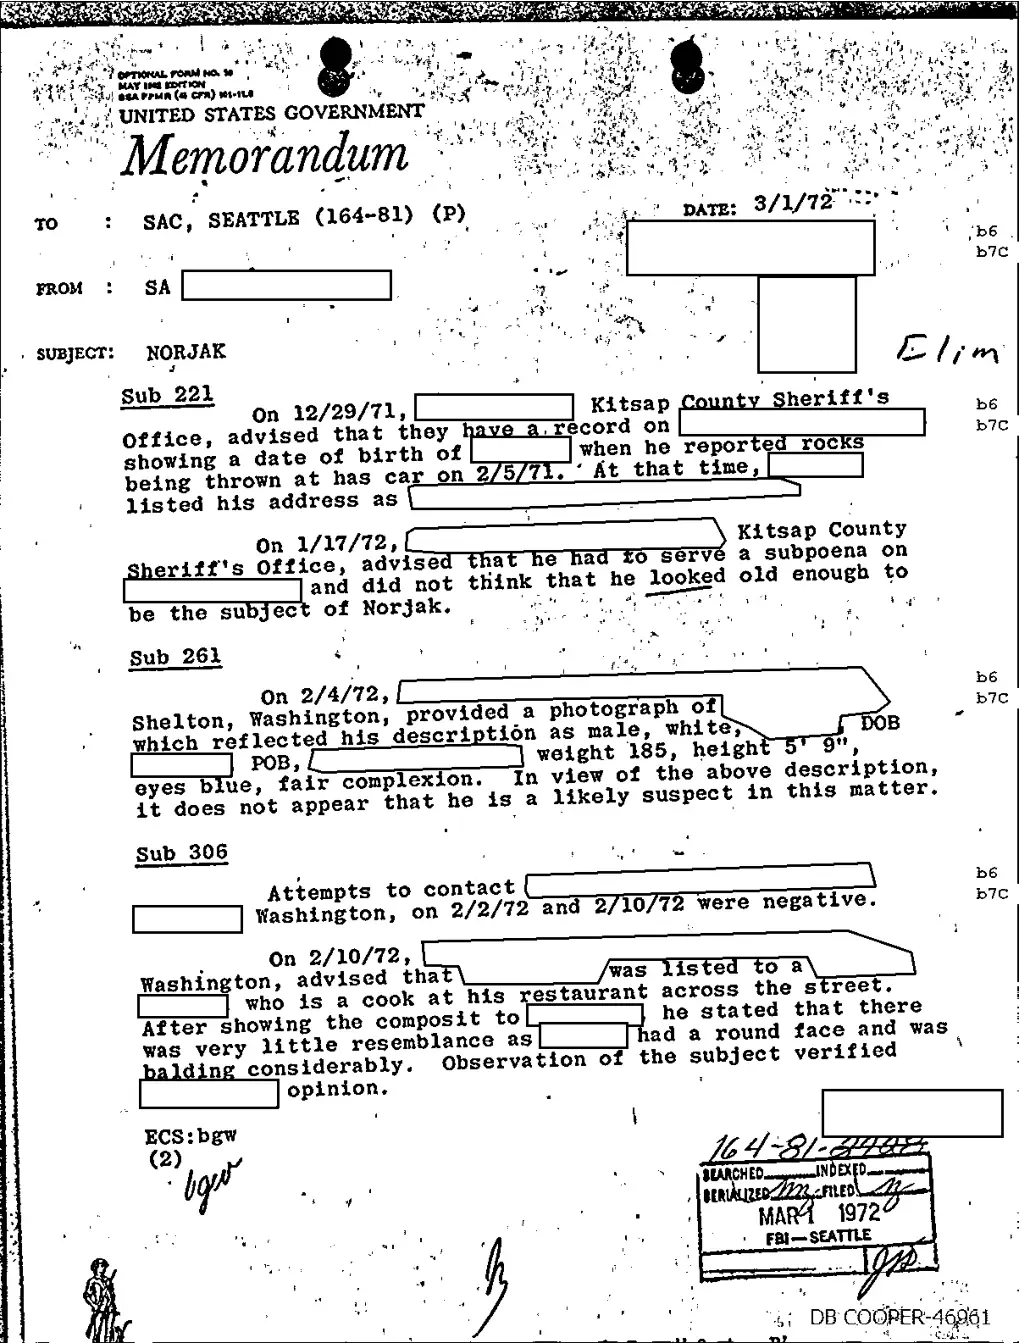 OPTIONAL FORM NO. 10
MAY 1962 EDITION
GSA FPMR (41 CFR) 101-11.6
UNITED STATES GOVERNMENT
Memorandum
TO : SAC, SEATTLE (164-81) (P)
DATE: 3/1/72
b6
b7C
FROM : SA
SUBJECT: NORJAK
Elim
Sub 221
On 12/29/71, Kitsap County Sheriff's
b6
b7C
Office, advised that they have a record on
showing a date of birth of when he reported rocks
being thrown at has car on 2/5/71. At that time,
listed his address as
On 1/17/72, Kitsap County
Sheriff's Office, advised that he had to serve a subpoena on
and did not think that he looked old enough to
be the subject of Norjak.
Sub 261
b6
b7C
On 2/4/72,
Shelton, Washington, provided a photograph of
which reflected his description as male, white, DOB
POB, weight 185, height 5' 9",
eyes blue, fair complexion. In view of the above description,
it does not appear that he is a likely suspect in this matter.
Sub 306
b6
b7C
Attempts to contact
Washington, on 2/2/72 and 2/10/72 were negative.
On 2/10/72,
Washington, advised that was listed to a
who is a cook at his restaurant across the street.
After showing the composit to , he stated that there
was very little resemblance as had a round face and was
balding considerably. Observation of the subject verified
opinion.
ECS:bgw
(2)
bgw
164-81-
SEARCHED INDEXED
SERIALIZED FILED
MAR 1 1972
FBI—SEATTLE
DB COOPER-46961